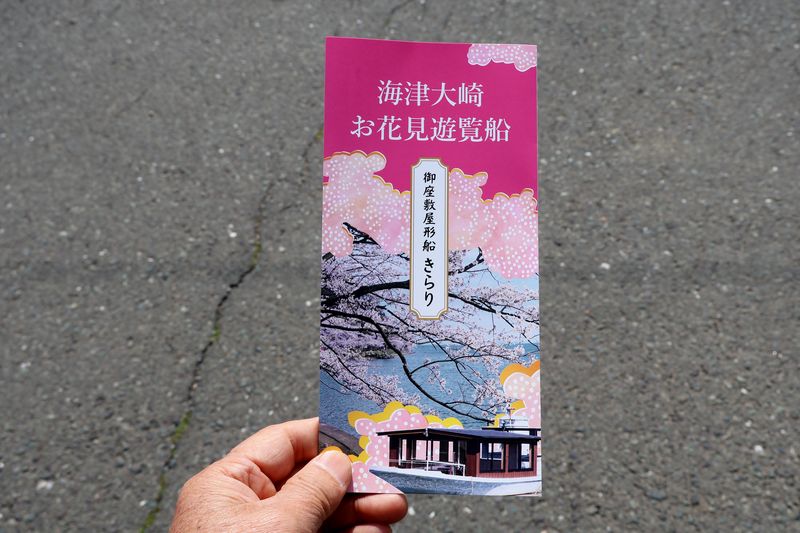 海津大崎
お花見遊覧船
御座敷屋形船 きらり